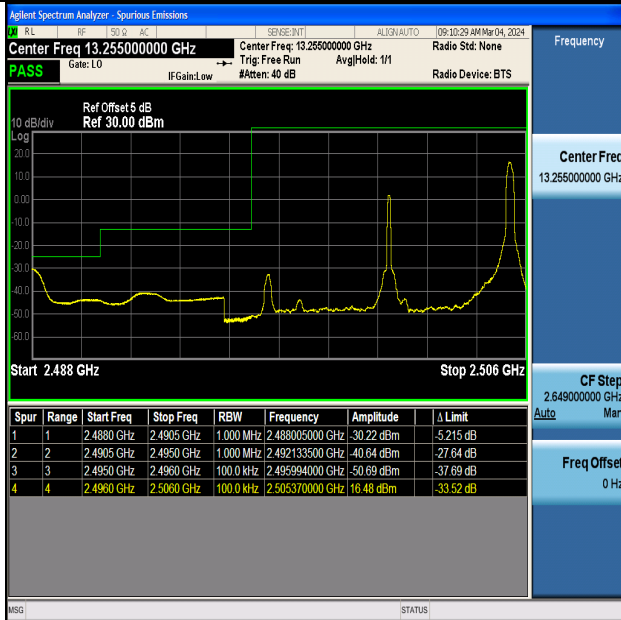 Agilent Spectrum Analyzer - Spurious Emissions
RL RF 50 Ω AC SENSE:INT ALIGN AUTO 09:10:29 AM Mar 04, 2024
Center Freq 13.255000000 GHz
Center Freq: 13.255000000 GHz
Radio Std: None
Trig: Free Run Avg|Hold: 1/1
PASS Gate: LO
IFGain:Low #Atten: 40 dB Radio Device: BTS
Ref Offset 5 dB
10 dB/div Ref 30.00 dBm
Log
20.0
10.0
0.00
-10.0
-20.0
-30.0
-40.0
-50.0
-60.0
Start 2.488 GHz Stop 2.506 GHz
Spur Range Start Freq Stop Freq RBW Frequency Amplitude Δ Limit
1 1 2.4880 GHz 2.4905 GHz 1.000 MHz 2.488005000 GHz -30.22 dBm -5.215 dB
2 2 2.4905 GHz 2.4950 GHz 1.000 MHz 2.492133500 GHz -40.64 dBm -27.64 dB
3 3 2.4950 GHz 2.4960 GHz 100.0 kHz 2.495994000 GHz -50.69 dBm -37.69 dB
4 4 2.4960 GHz 2.5060 GHz 100.0 kHz 2.505370000 GHz 16.48 dBm -33.52 dB
Frequency
Center Freq
13.255000000 GHz
CF Step
2.649000000 GHz
Auto Man
Freq Offset
0 Hz
MSG STATUS